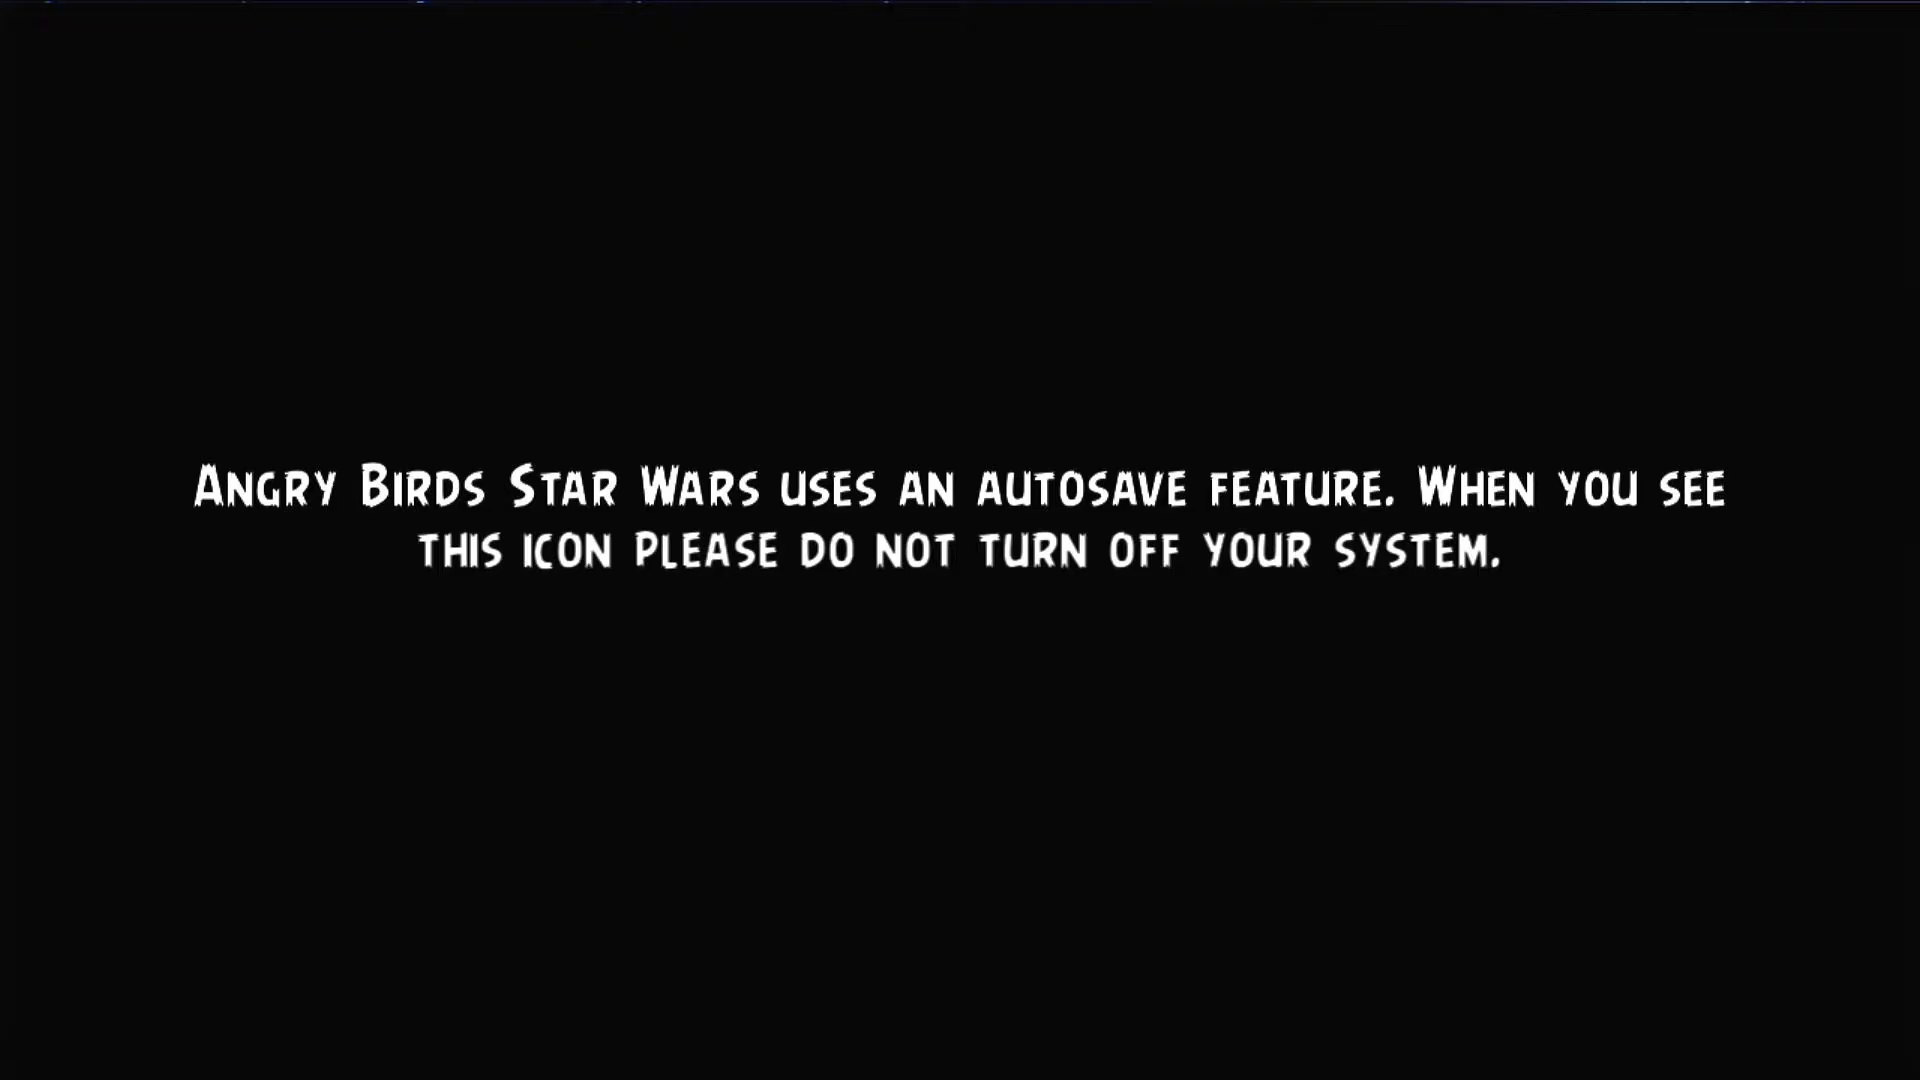 Angry Birds Star Wars uses an autosave feature. When you see
this icon please do not turn off your system.